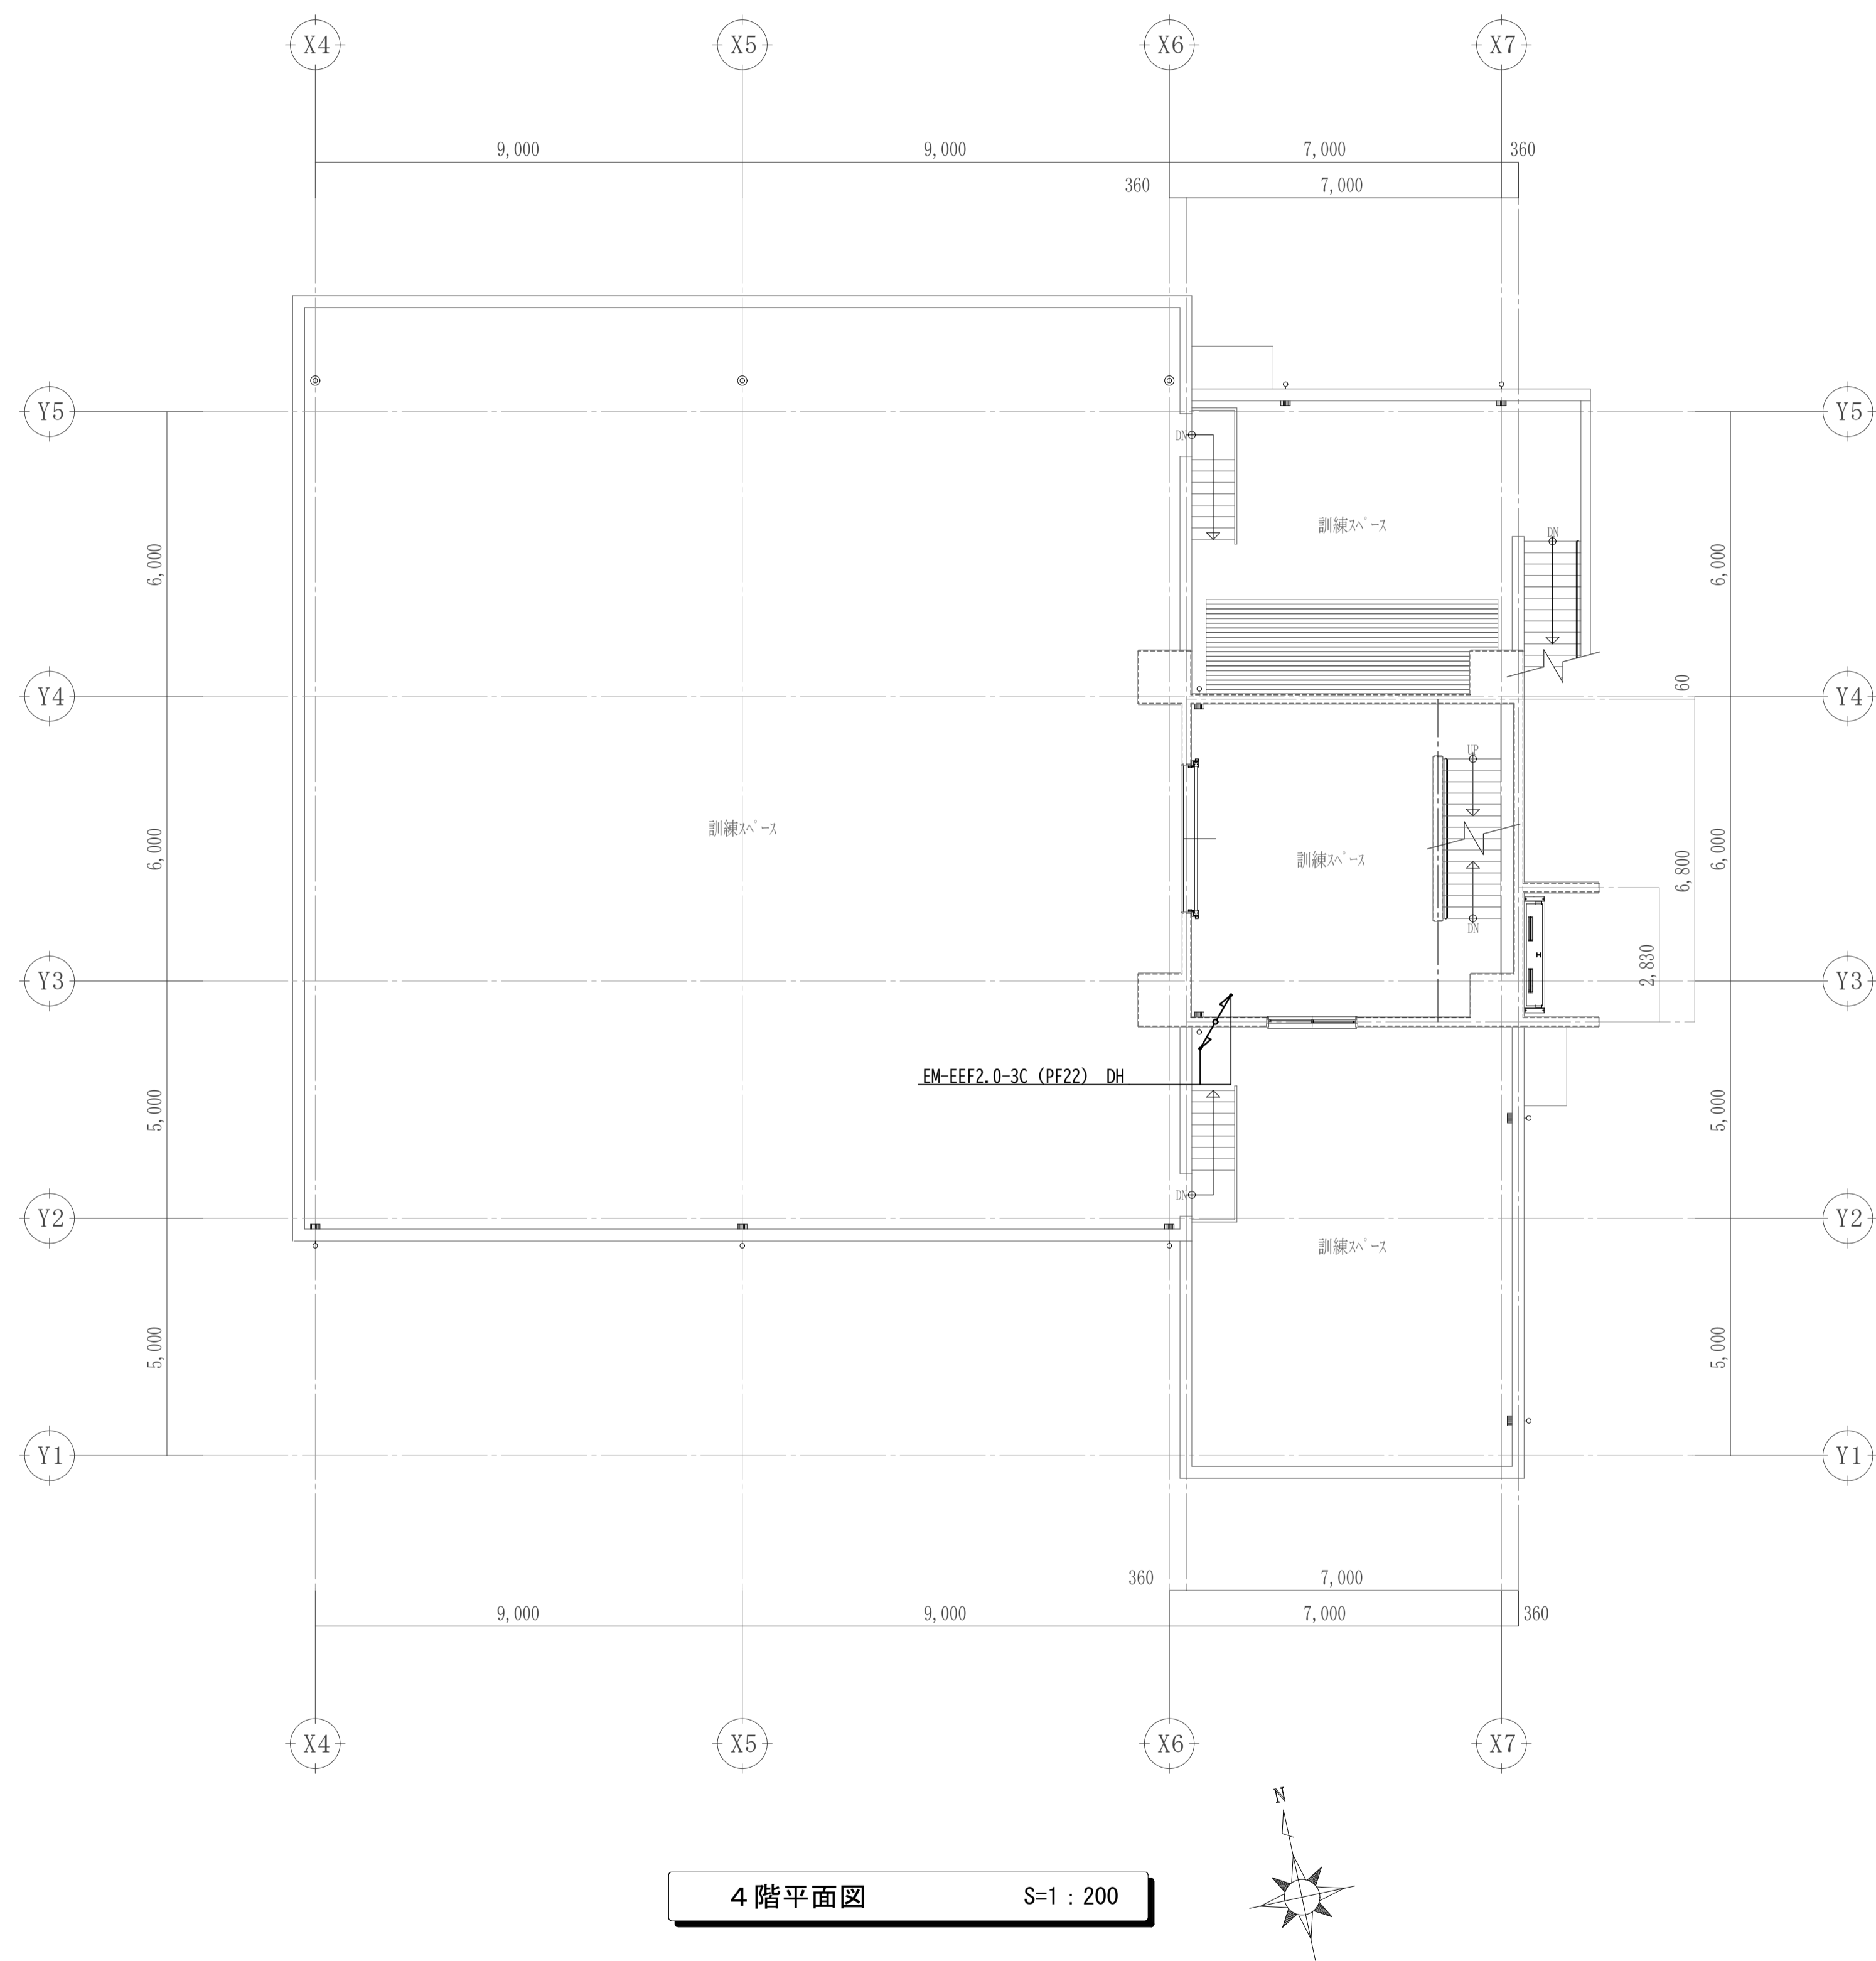 X4 X5 X6 X7
9,000 9,000 7,000 360
360 7,000
Y5 Y5
DN
訓練ｽﾍﾟｰｽ
DN
6,000 6,000
Y4 60 Y4
UP
訓練ｽﾍﾟｰｽ
6,000 6,000
訓練ｽﾍﾟｰｽ
6,800
DN
2,830
Y3 Y3
EM-EEF2.0-3C (PF22) DH
5,000 5,000
DN
Y2 Y2
訓練ｽﾍﾟｰｽ
5,000 5,000
Y1 Y1
360 7,000
9,000 9,000 7,000 360
X4 X5 X6 X7
N
４階平面図 S=1：200